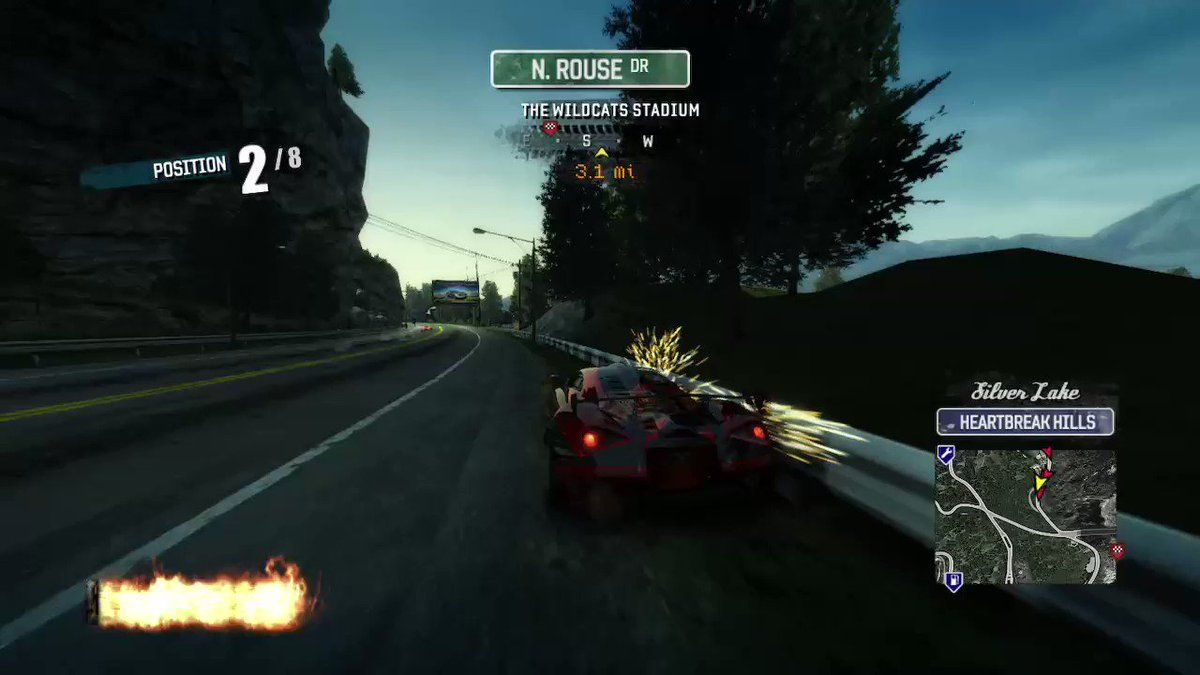 N. ROUSE DR
THE WILDCATS STADIUM
E S W
3.1 mi
POSITION 2/8
Silver Lake
HEARTBREAK HILLS